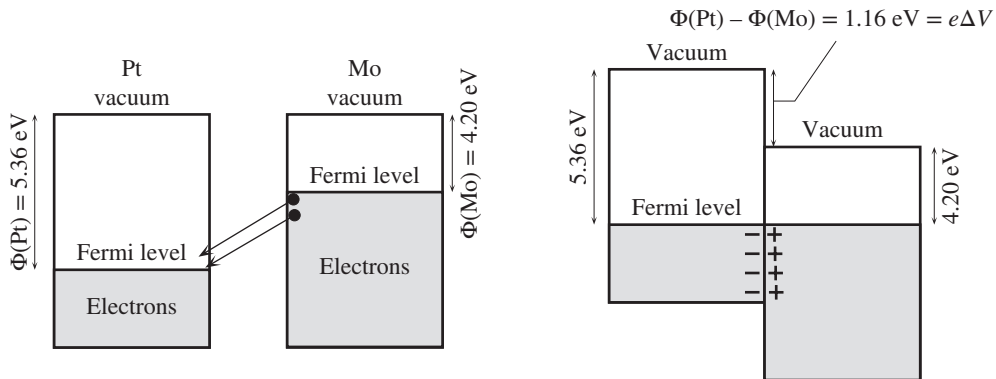 Pt
vacuum
Φ(Pt) = 5.36 eV
Fermi level
Electrons
Mo
vacuum
Φ(Mo) = 4.20 eV
Fermi level
Electrons
Φ(Pt) – Φ(Mo) = 1.16 eV = eΔV
Vacuum
5.36 eV
Fermi level
Vacuum
4.20 eV
– +
– +
– +
– +